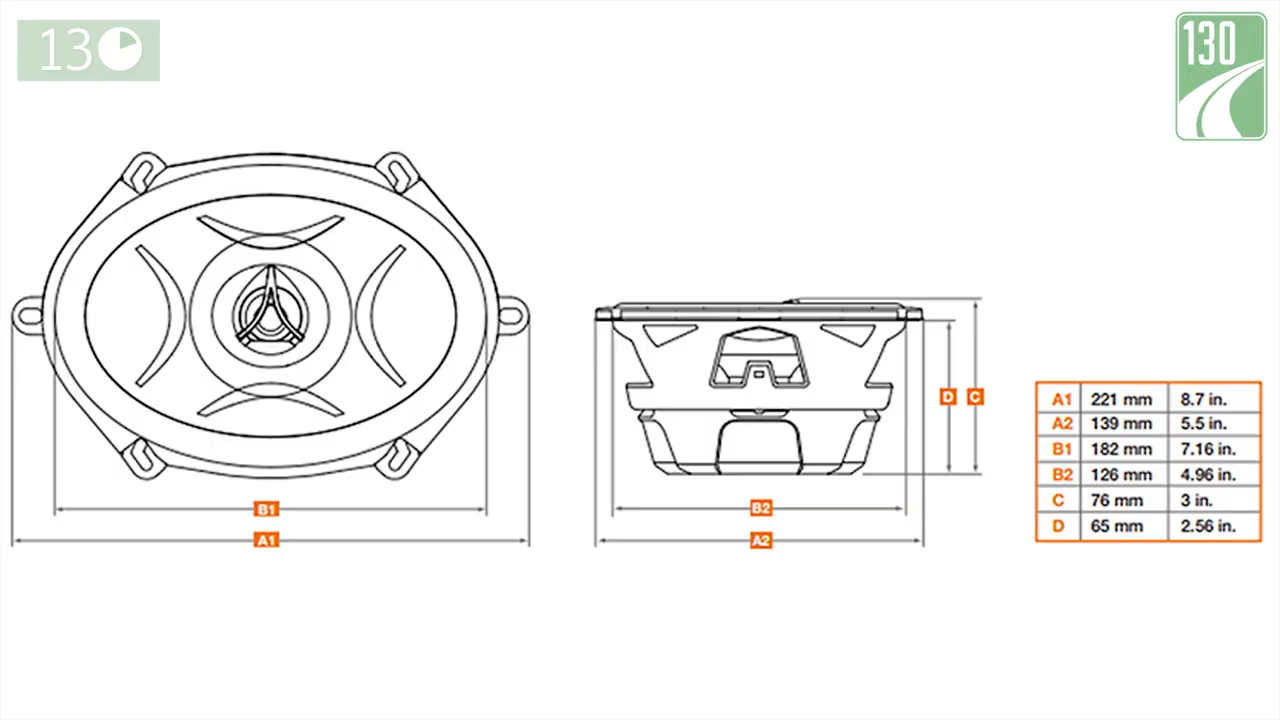 130
130
D
C
B1
B2
A1
A2
A1 221 mm 8.7 in.
A2 139 mm 5.5 in.
B1 182 mm 7.16 in.
B2 126 mm 4.96 in.
C 76 mm 3 in.
D 65 mm 2.56 in.